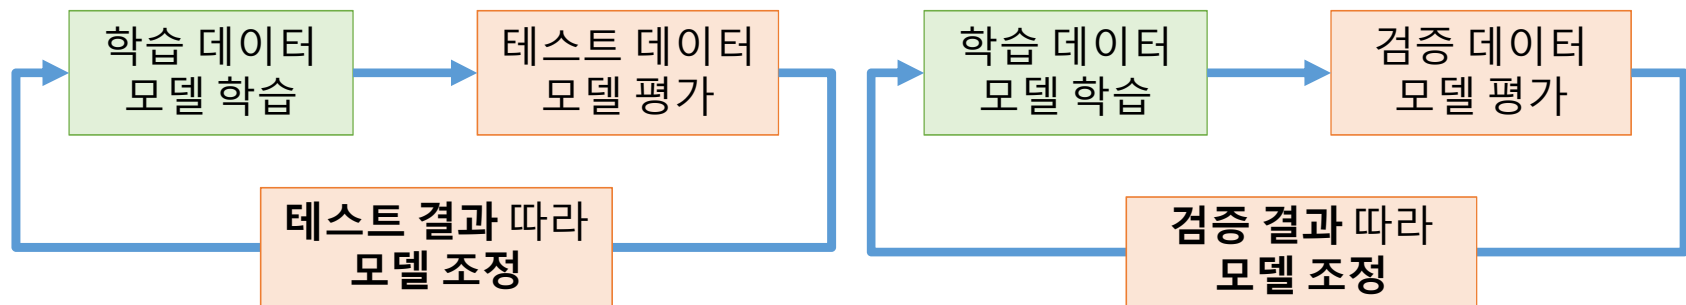 학습 데이터
모델 학습
테스트 데이터
모델 평가
테스트 결과 따라
모델 조정
학습 데이터
모델 학습
검증 데이터
모델 평가
검증 결과 따라
모델 조정